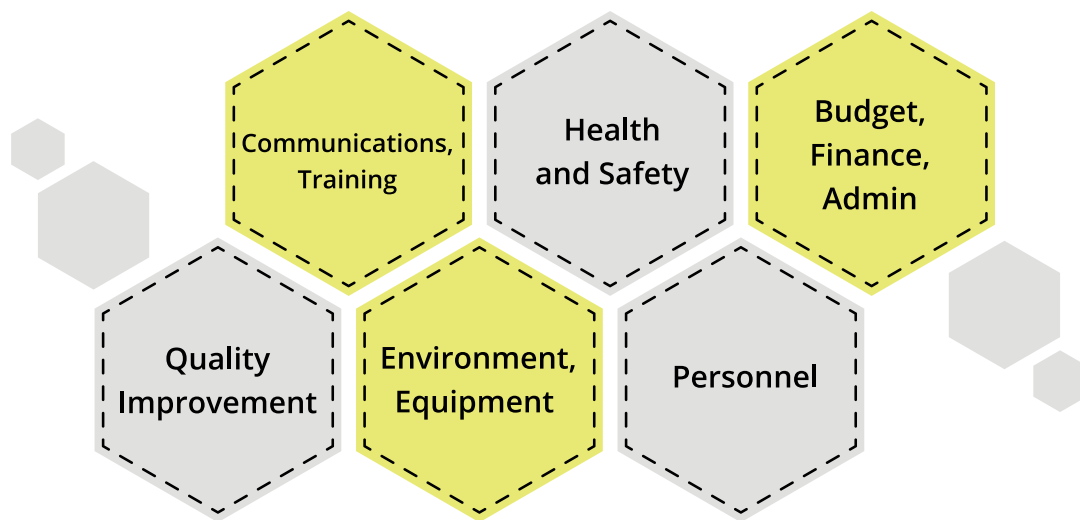 Communications,
Training
Health
and Safety
Budget,
Finance,
Admin
Quality
Improvement
Environment,
Equipment
Personnel